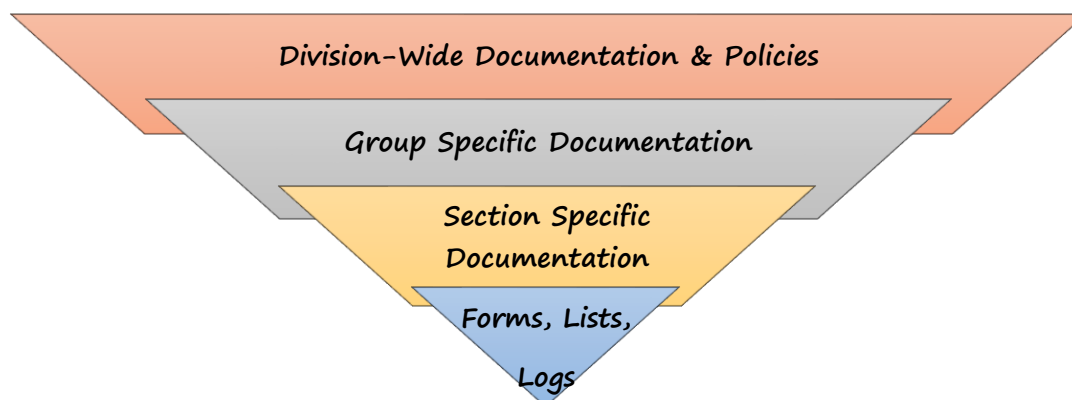 Division-Wide Documentation & Policies
Group Specific Documentation
Section Specific
Documentation
Forms, Lists,
Logs